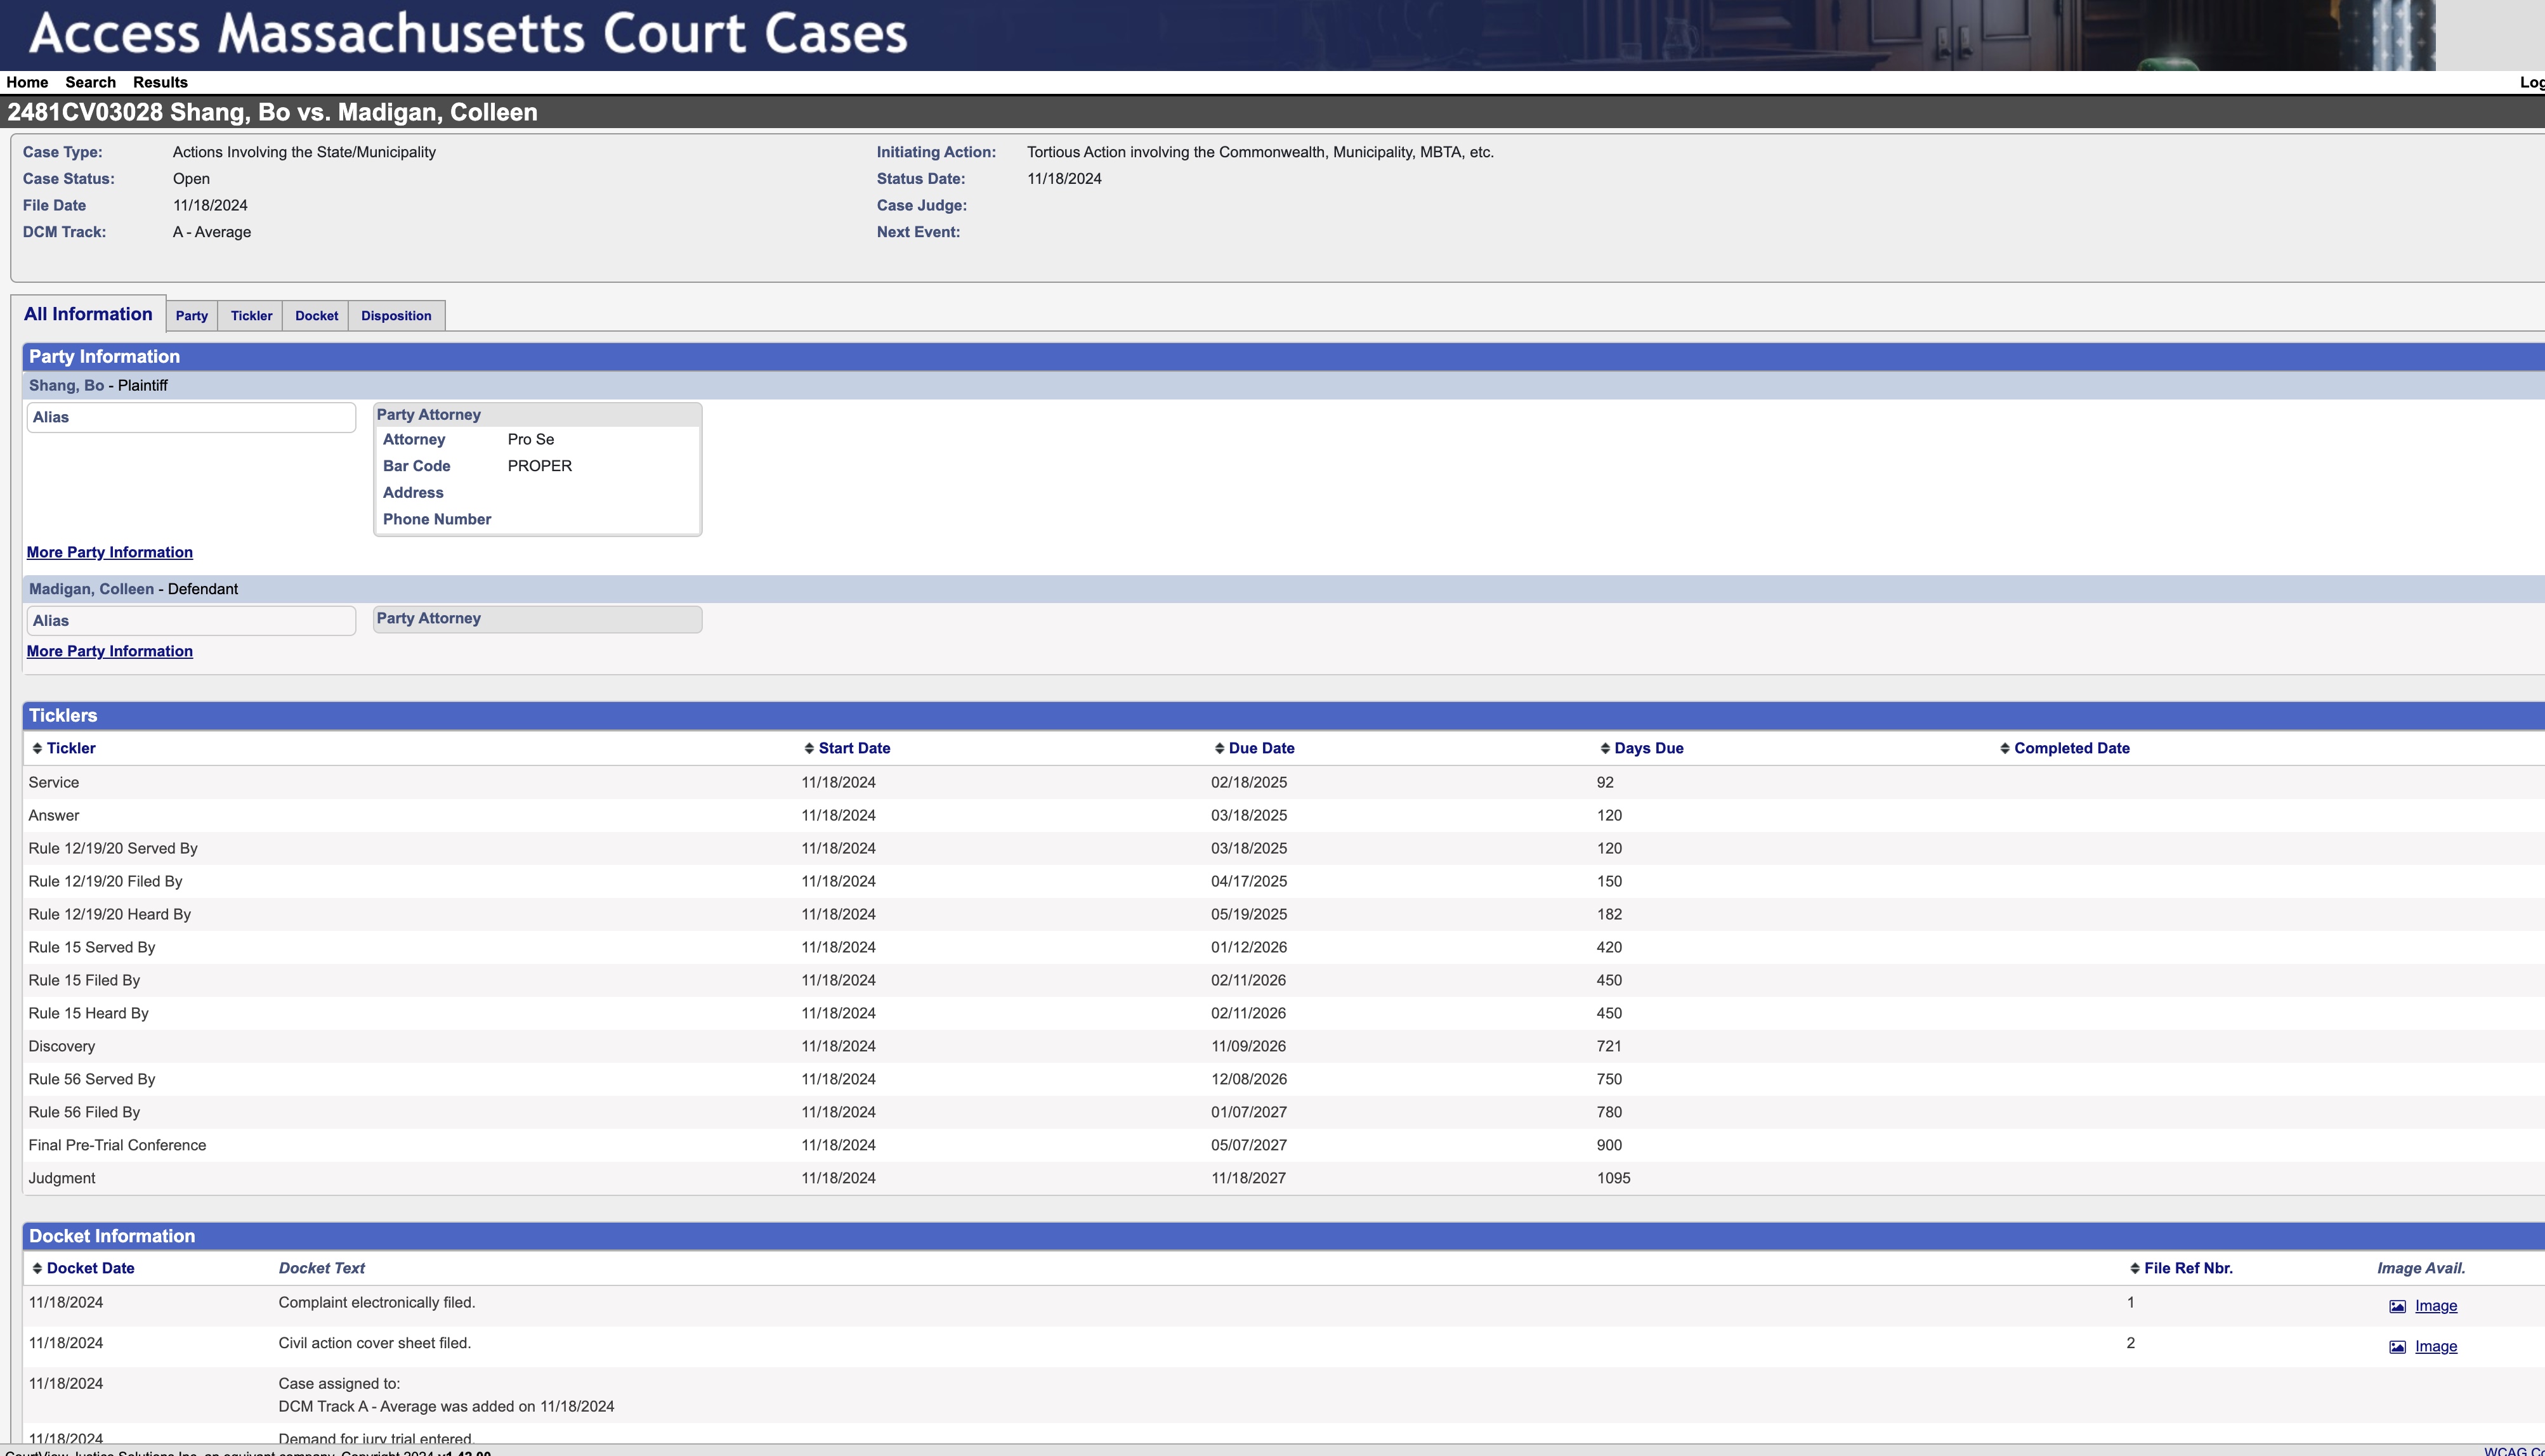 Access Massachusetts Court Cases
Home Search Results
2481CV03028 Shang, Bo vs. Madigan, Colleen
Case Type: Actions Involving the State/Municipality Initiating Action: Tortious Action involving the Commonwealth, Municipality, MBTA, etc.
Case Status: Open Status Date: 11/18/2024
File Date 11/18/2024 Case Judge:
DCM Track: A - Average Next Event:
All Information Party Tickler Docket Disposition
Party Information
Shang, Bo - Plaintiff
Alias
Party Attorney
Attorney Pro Se
Bar Code PROPER
Address
Phone Number
More Party Information
Madigan, Colleen - Defendant
Alias Party Attorney
More Party Information
Ticklers
Tickler Start Date Due Date Days Due Completed Date
Service 11/18/2024 02/18/2025 92
Answer 11/18/2024 03/18/2025 120
Rule 12/19/20 Served By 11/18/2024 03/18/2025 120
Rule 12/19/20 Filed By 11/18/2024 04/17/2025 150
Rule 12/19/20 Heard By 11/18/2024 05/19/2025 182
Rule 15 Served By 11/18/2024 01/12/2026 420
Rule 15 Filed By 11/18/2024 02/11/2026 450
Rule 15 Heard By 11/18/2024 02/11/2026 450
Discovery 11/18/2024 11/09/2026 721
Rule 56 Served By 11/18/2024 12/08/2026 750
Rule 56 Filed By 11/18/2024 01/07/2027 780
Final Pre-Trial Conference 11/18/2024 05/07/2027 900
Judgment 11/18/2024 11/18/2027 1095
Docket Information
Docket Date Docket Text File Ref Nbr. Image Avail.
11/18/2024 Complaint electronically filed. 1 Image
11/18/2024 Civil action cover sheet filed. 2 Image
11/18/2024 Case assigned to:
DCM Track A - Average was added on 11/18/2024
11/18/2024 Demand for jury trial entered.